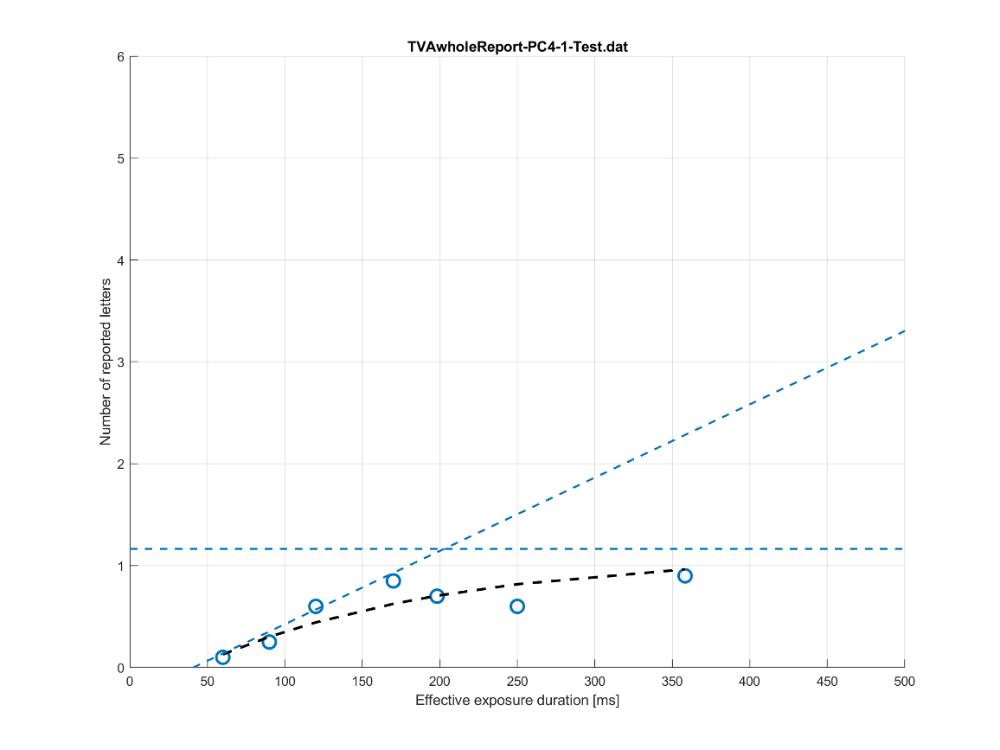 TVAwholeReport-PC4-1-Test.dat
6
5
4
3
2
1
0
Number of reported letters
0 50 100 150 200 250 300 350 400 450 500
Effective exposure duration [ms]